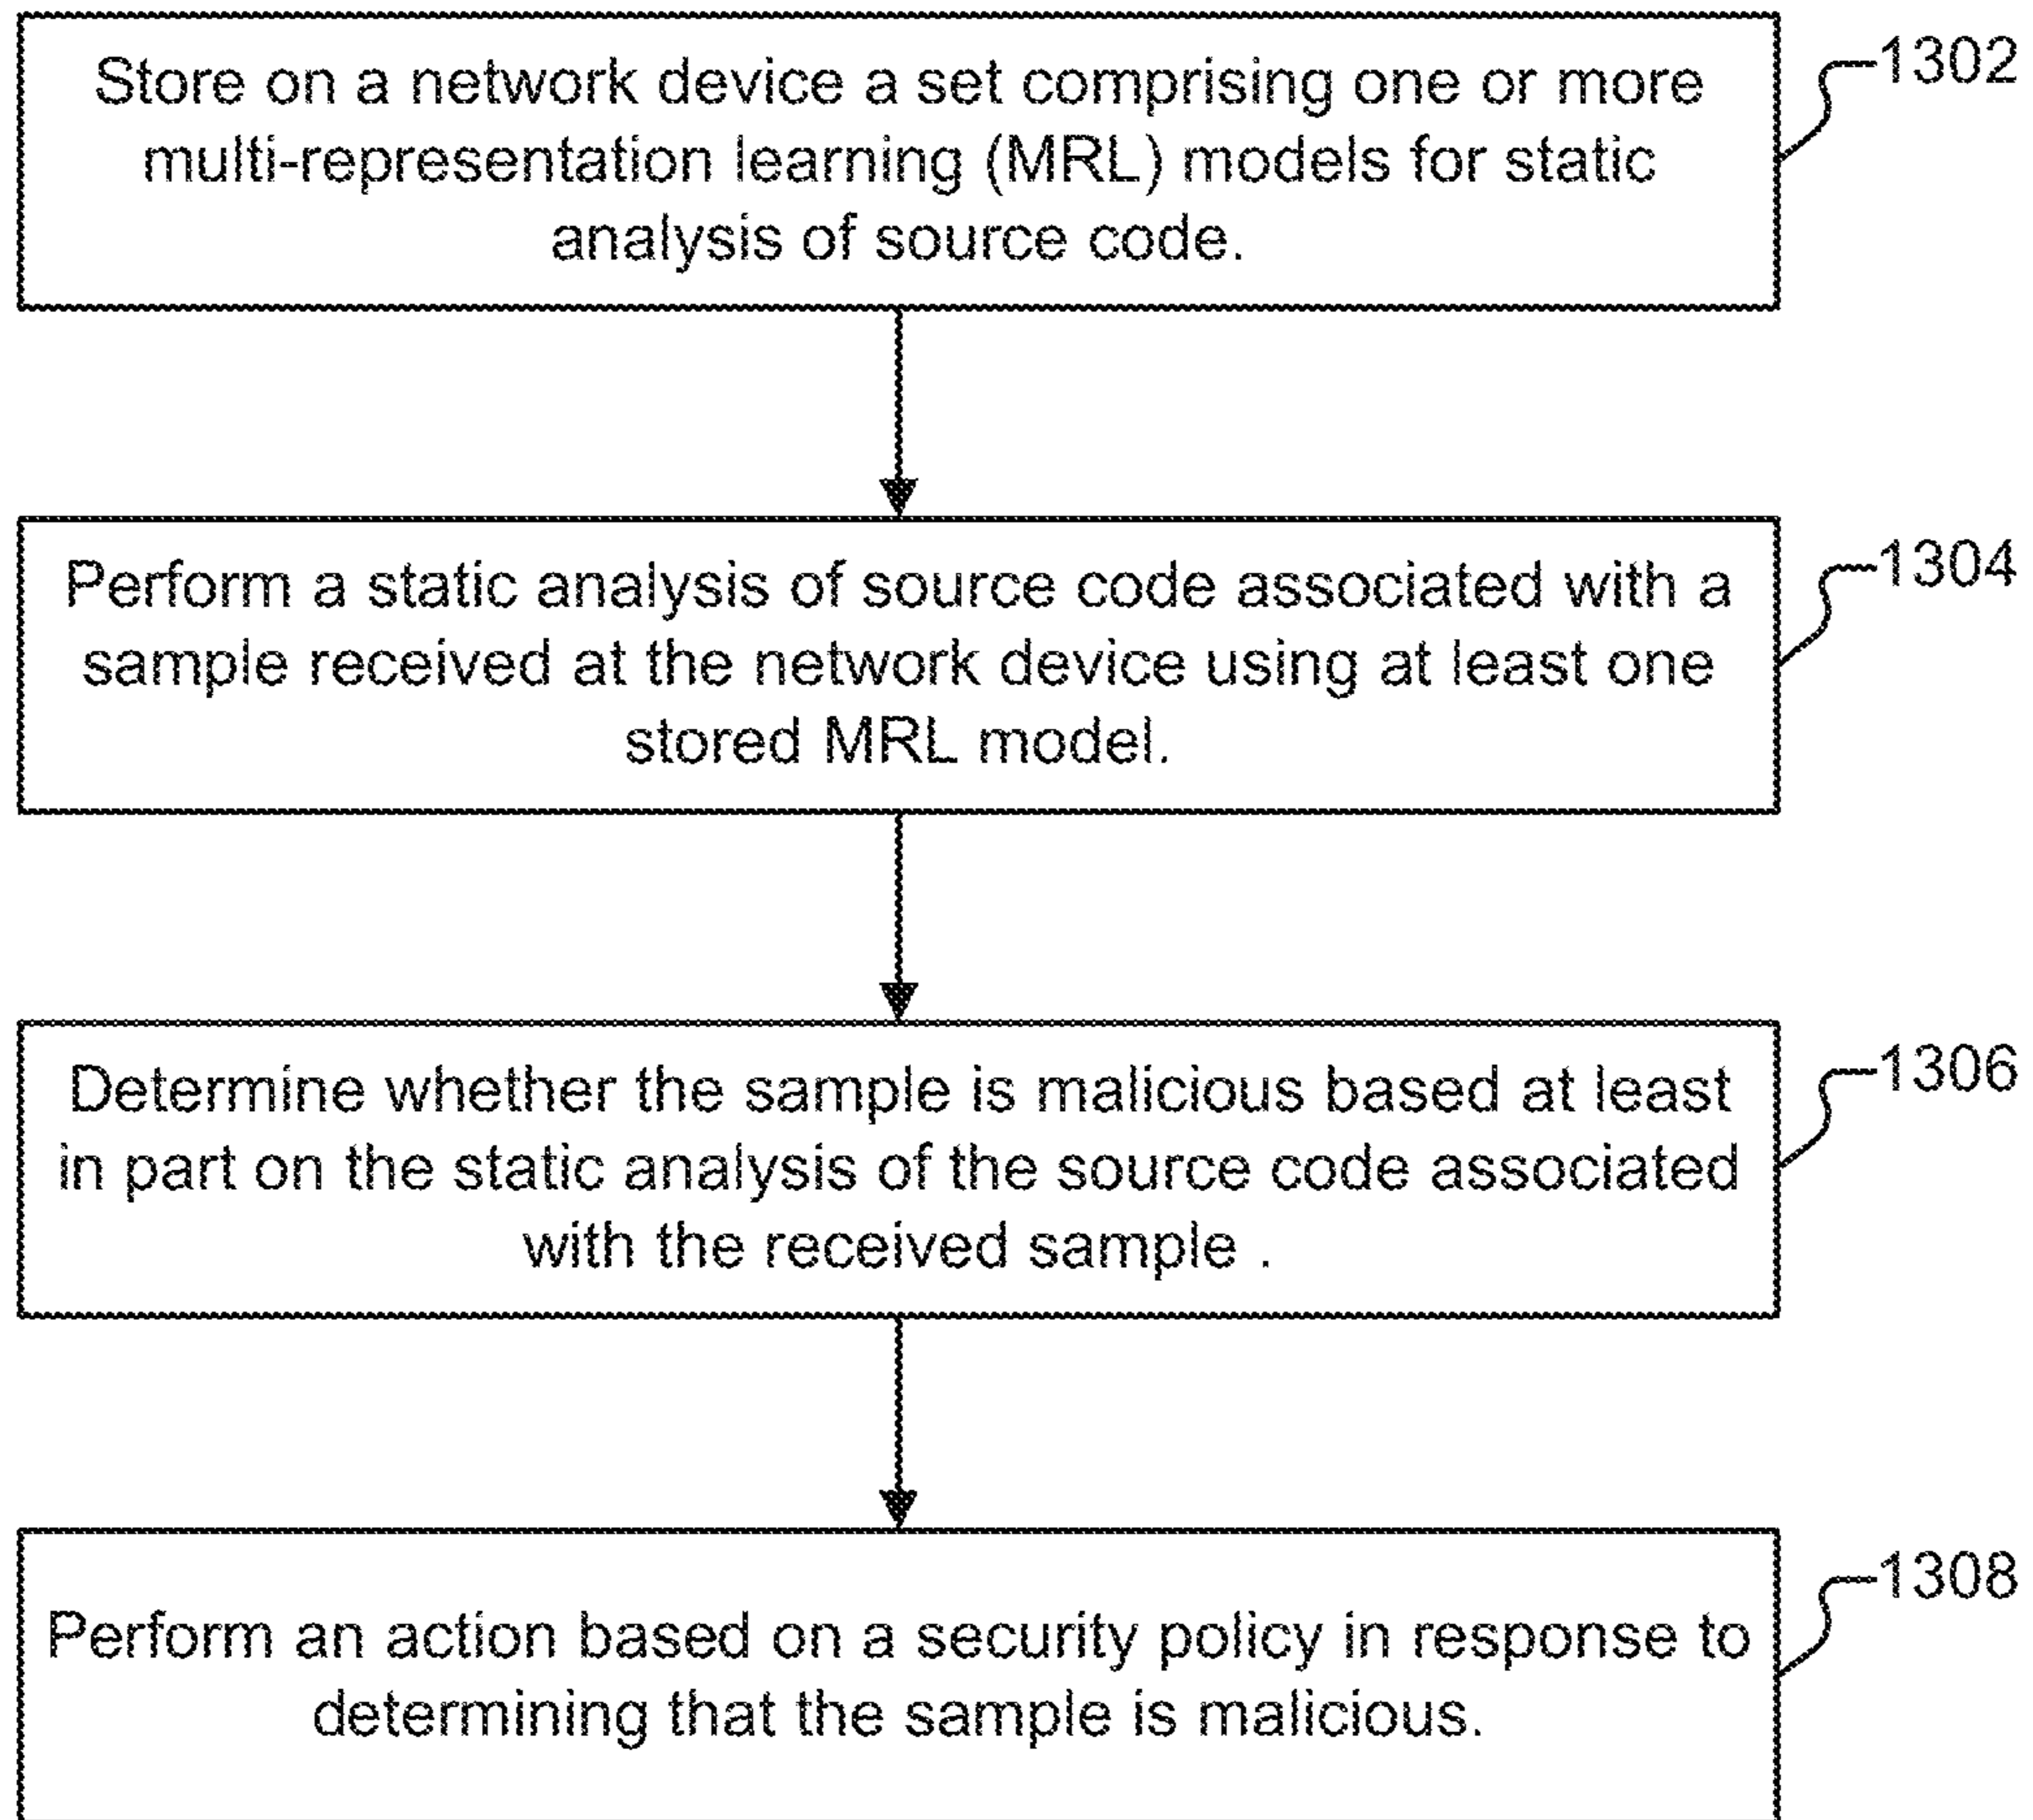 Store on a network device a set comprising one or more
multi-representation learning (MRL) models for static
analysis of source code.
1302
Perform a static analysis of source code associated with a
sample received at the network device using at least one
stored MRL model.
1304
Determine whether the sample is malicious based at least
in part on the static analysis of the source code associated
with the received sample .
1306
Perform an action based on a security policy in response to
determining that the sample is malicious.
1308